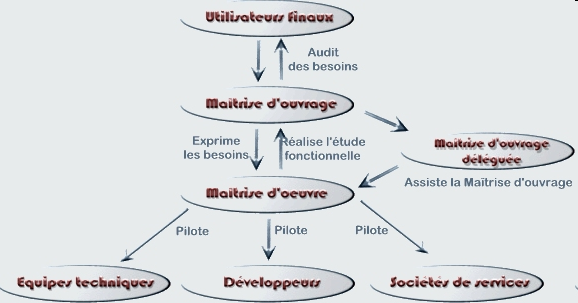 Utilisateurs finaux
Audit
des besoins
Maîtrise d'ouvrage
Exprime
les besoins
Réalise l'étude
fonctionnelle
Maîtrise d'ouvrage
déléguée
Assiste la Maîtrise d'ouvrage
Maîtrise d'oeuvre
Pilote
Pilote
Pilote
Equipes techniques
Développeurs
Sociétés de services